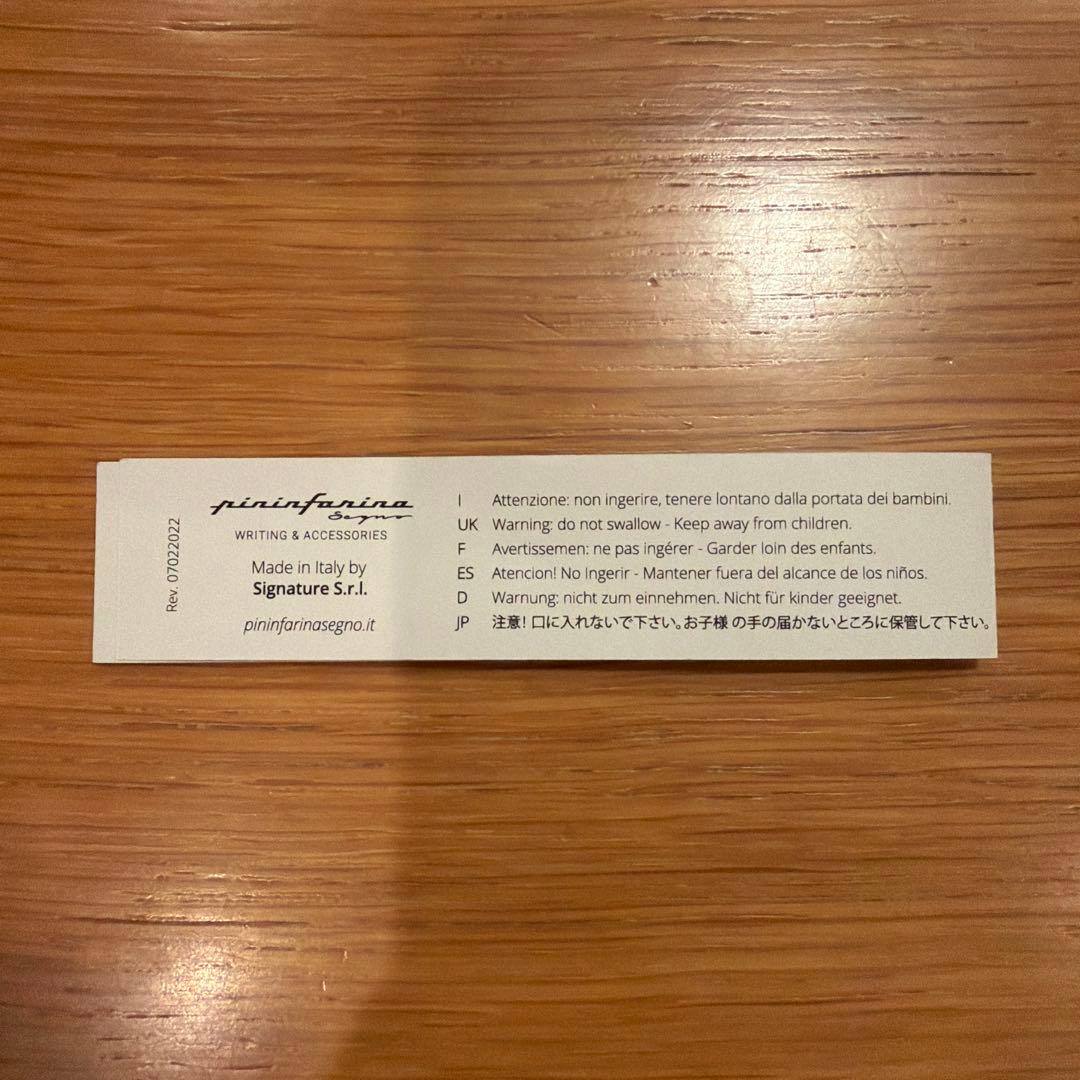 Rev. 07022022
pininfarina
Segno
WRITING & ACCESSORIES
Made in Italy by
Signature S.r.l.
pininfarinasegno.it
I Attenzione: non ingerire, tenere lontano dalla portata dei bambini.
UK Warning: do not swallow - Keep away from children.
F Avertissemen: ne pas ingérer - Garder loin des enfants.
ES Atencion! No Ingerir - Mantener fuera del alcance de los niños.
D Warnung: nicht zum einnehmen. Nicht für kinder geeignet.
JP 注意! 口に入れないで下さい。お子様 の手の届かないところに保管して下さい。